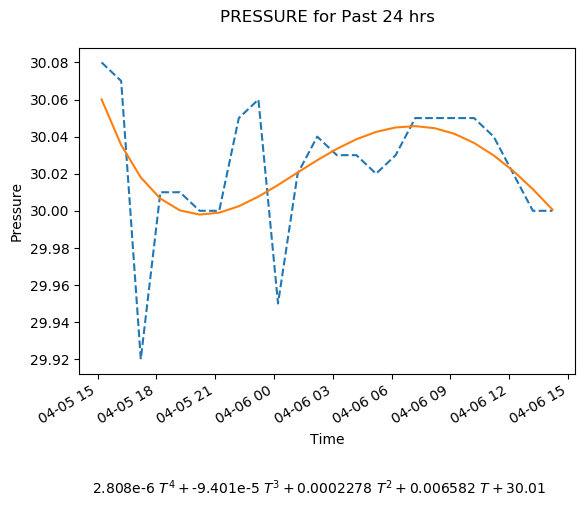 PRESSURE for Past 24 hrs
30.08
30.06
30.04
30.02
30.00
29.98
29.96
29.94
29.92
Pressure
04-05 15 04-05 18 04-05 21 04-06 00 04-06 03 04-06 06 04-06 09 04-06 12 04-06 15
Time
2.808e-6 T⁴ + -9.401e-5 T³ + 0.0002278 T² + 0.006582 T + 30.01